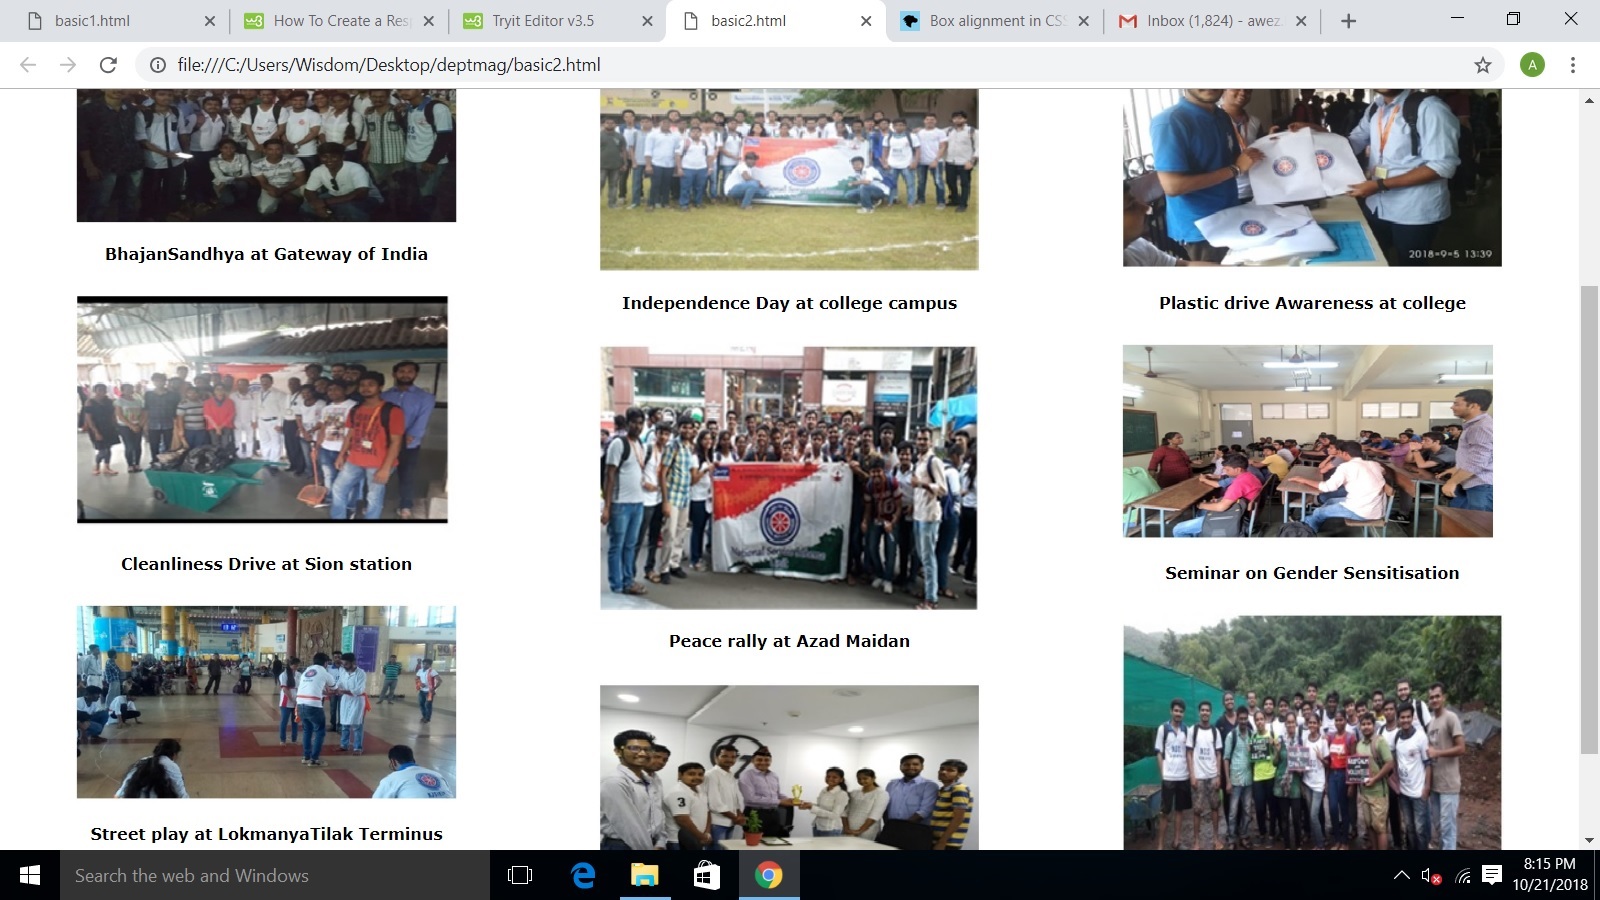 basic1.html
How To Create a Res
Tryit Editor v3.5
basic2.html
Box alignment in CSS
Inbox (1,824) - awez
file:///C:/Users/Wisdom/Desktop/deptmag/basic2.html
A
2018-9-5 13:39
BhajanSandhya at Gateway of India
Independence Day at college campus
Plastic drive Awareness at college
Cleanliness Drive at Sion station
National Service Scheme
Seminar on Gender Sensitisation
Peace rally at Azad Maidan
3
Street play at LokmanyaTilak Terminus
Search the web and Windows
8:15 PM
10/21/2018